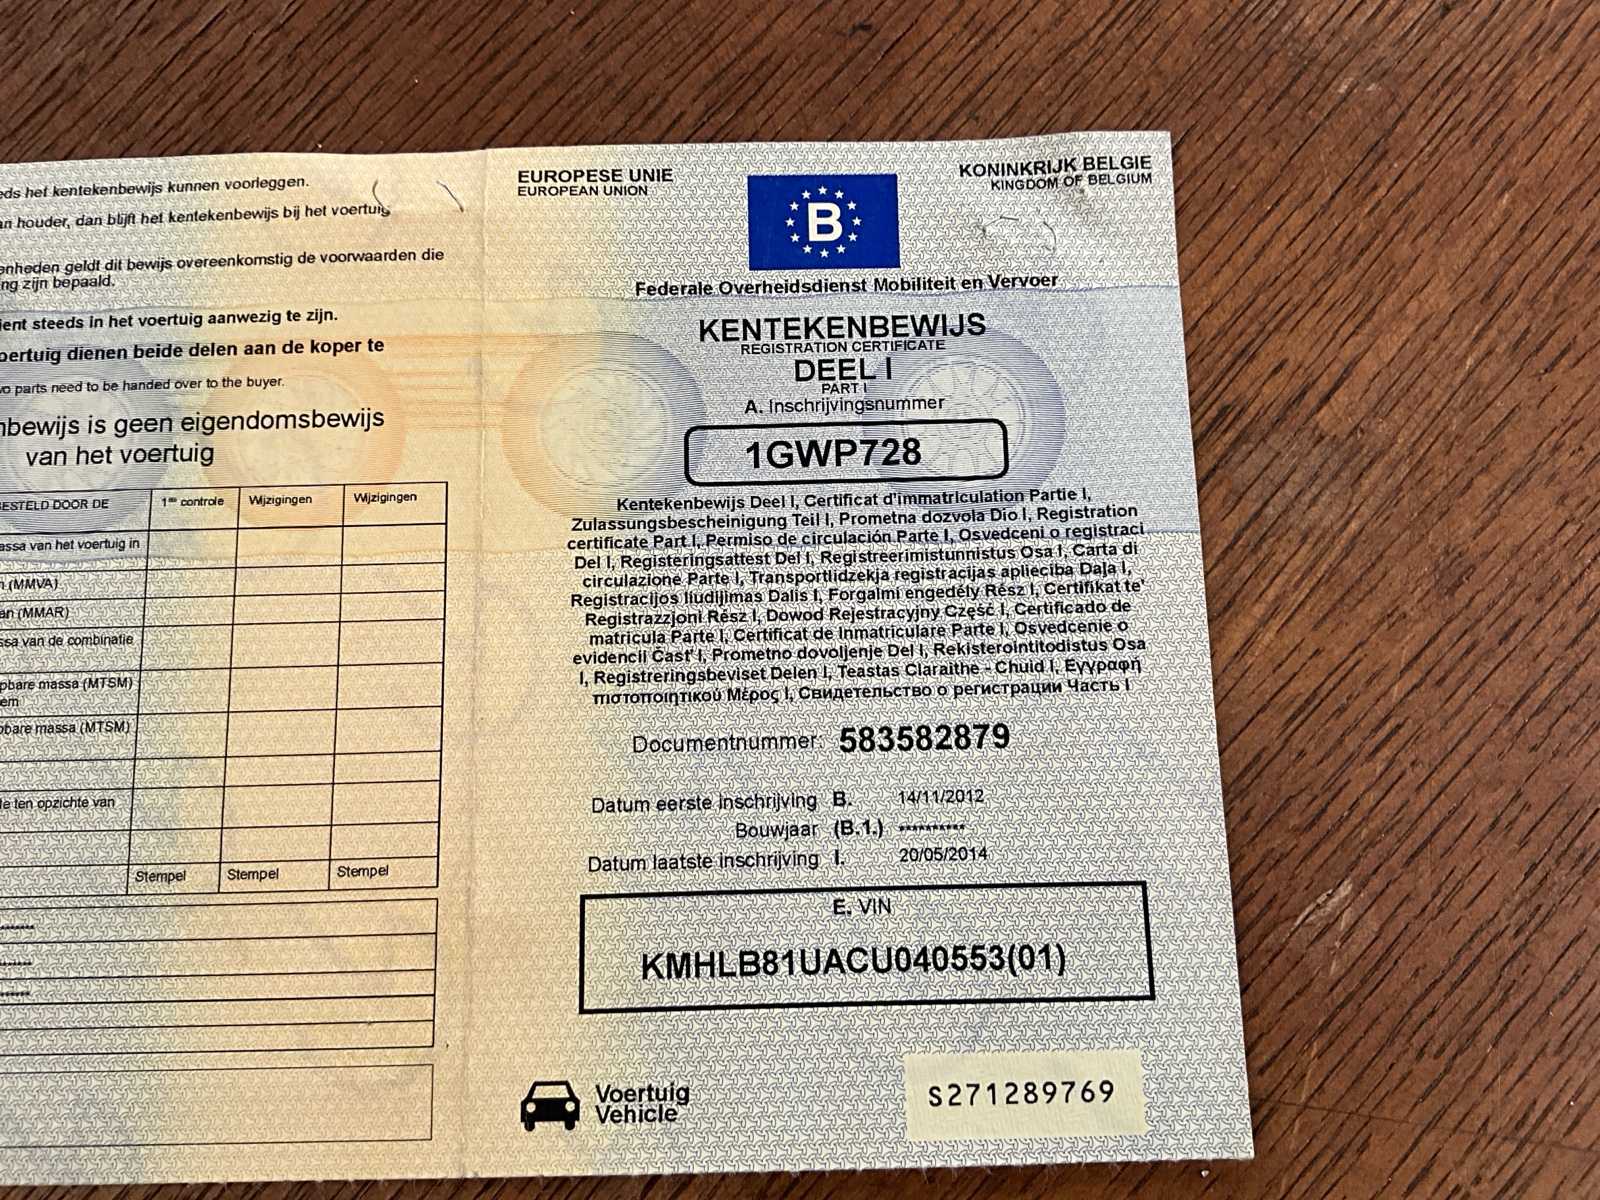 eds het kentekenbewijs kunnen voorleggen.
an houder, dan blijft het kentekenbewijs bij het voertuig
enheden geldt dit bewijs overeenkomstig de voorwaarden die
ng zijn bepaald.
ient steeds in het voertuig aanwezig te zijn.
oertuig dienen beide delen aan de koper te
vo parts need to be handed over to the buyer.
nbewijs is geen eigendomsbewijs
van het voertuig
BESTELD DOOR DE
1ste controle
Wijzigingen
Wijzigingen
assa van het voertuig in
n (MMVA)
an (MMAR)
ssa van de combinatie
pbare massa (MTSM)
em
pbare massa (MTSM)
le ten opzichte van
Stempel
Stempel
Stempel
EUROPESE UNIE
EUROPEAN UNION
B
KONINKRIJK BELGIE
KINGDOM OF BELGIUM
Federale Overheidsdienst Mobiliteit en Vervoer
KENTEKENBEWIJS
REGISTRATION CERTIFICATE
DEEL I
PART I
A. Inschrijvingsnummer
1GWP728
Kentekenbewijs Deel I, Certificat d'immatriculation Partie I,
Zulassungsbescheinigung Teil I, Prometna dozvola Dio I, Registration
certificate Part I, Permiso de circulación Parte I, Osvedceni o registraci
Del I, Registeringsattest Del I, Registreerimistunnistus Osa I, Carta di
circulazione Parte I, Transportlidzekja registracijas aplieciba Daļa I,
Registracijos liudijimas Dalis I, Forgalmi engedély Rész I, Certifikat te'
Registrazzjoni Rész I, Dowod Rejestracyjny Część I, Certificado de
matricula Parte I, Certificat de Inmatriculare Parte I, Osvedcenie o
evidencii Cast' I, Prometno dovoljenje Del I, Rekisterointitodistus Osa
I, Registreringsbeviset Delen I, Teastas Claraithe - Chuid I, Εγγραφή
πιστοποιητικού Μέρος I, Свидетельство о регистрации Часть I
Documentnummer: 583582879
Datum eerste inschrijving B. 14/11/2012
Bouwjaar (B.1.) **********
Datum laatste inschrijving I. 20/05/2014
E. VIN
KMHLB81UACU040553(01)
Voertuig
Vehicle
S271289769